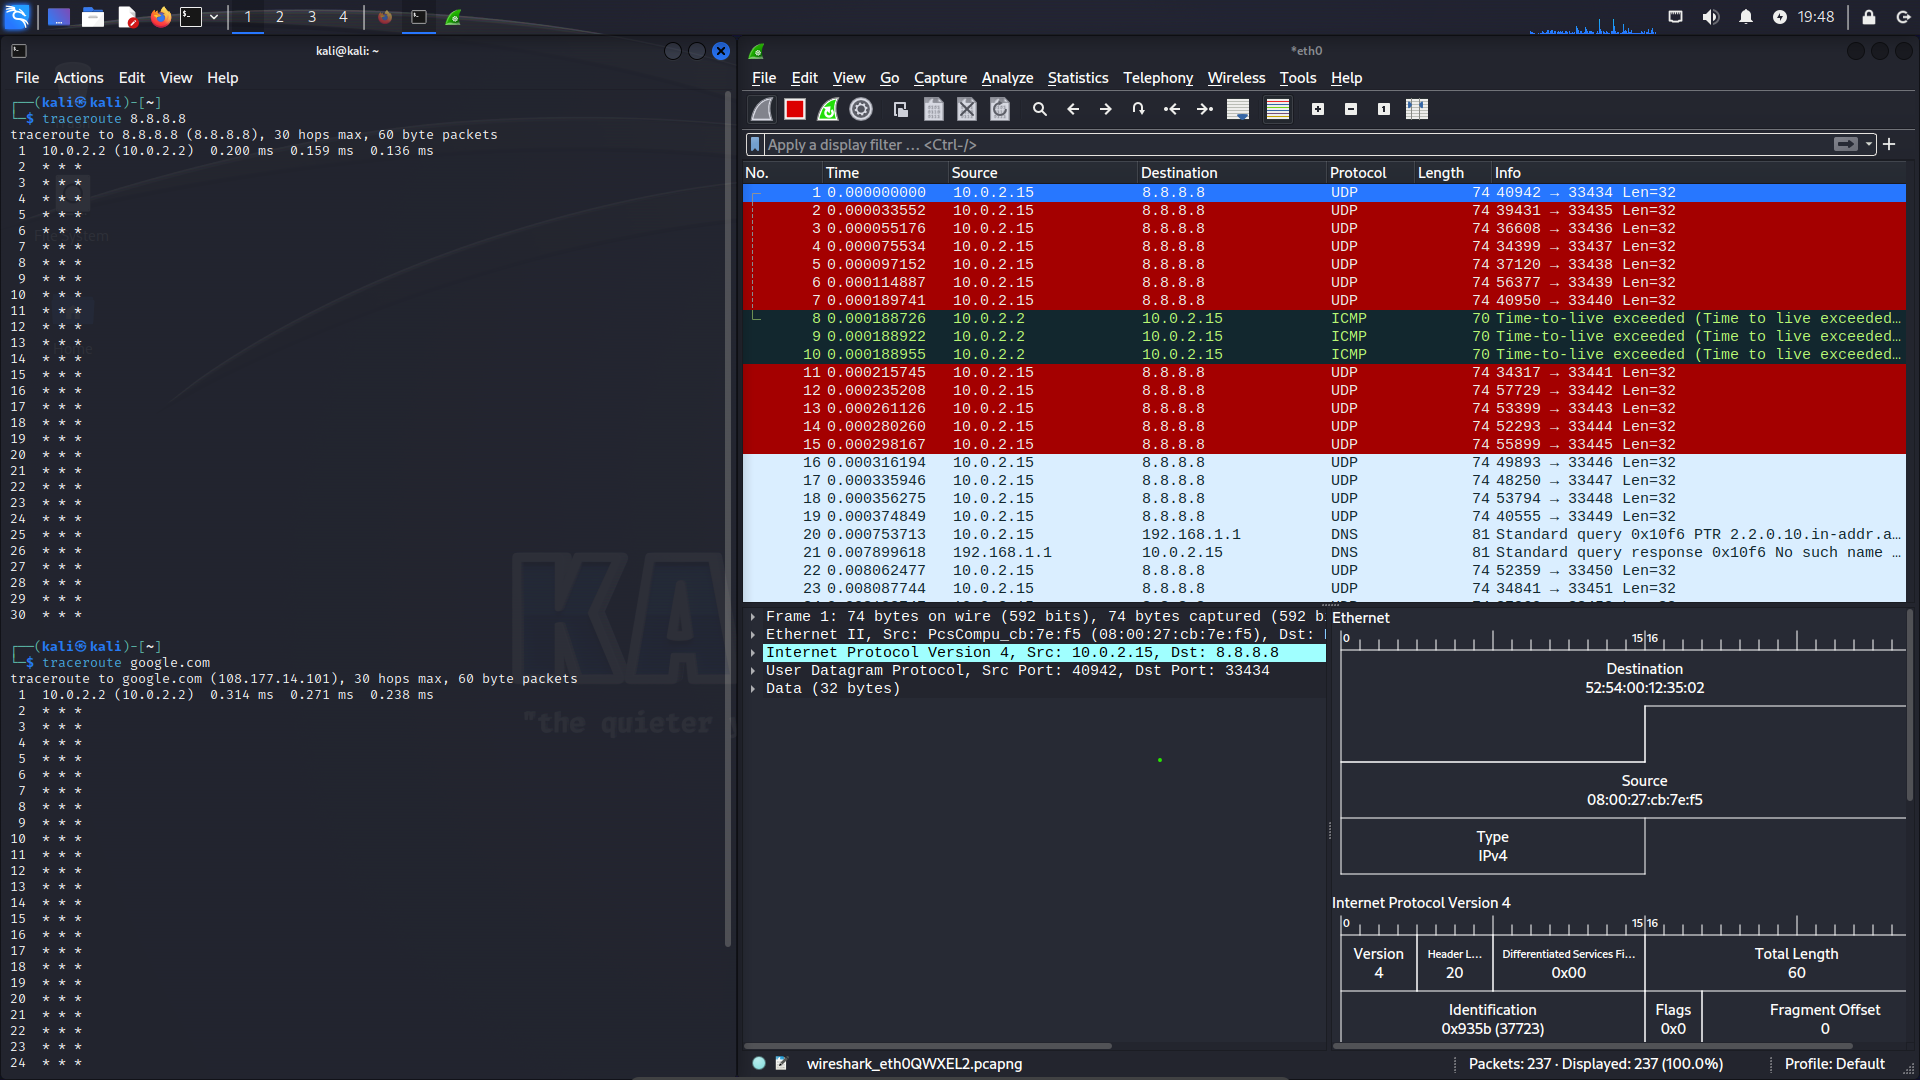 1 2 3 4 19:48
kali@kali: ~
File Actions Edit View Help
┌──(kali㉿kali)-[~]
└─$ traceroute 8.8.8.8
traceroute to 8.8.8.8 (8.8.8.8), 30 hops max, 60 byte packets
1 10.0.2.2 (10.0.2.2) 0.200 ms 0.159 ms 0.136 ms
2 * * *
3 * * *
4 * * *
5 * * *
6 * * *
7 * * *
8 * * *
9 * * *
10 * * *
11 * * *
12 * * *
13 * * *
14 * * *
15 * * *
16 * * *
17 * * *
18 * * *
19 * * *
20 * * *
21 * * *
22 * * *
23 * * *
24 * * *
25 * * *
26 * * *
27 * * *
28 * * *
29 * * *
30 * * *
┌──(kali㉿kali)-[~]
└─$ traceroute google.com
traceroute to google.com (108.177.14.101), 30 hops max, 60 byte packets
1 10.0.2.2 (10.0.2.2) 0.314 ms 0.271 ms 0.238 ms
2 * * *
3 * * *
4 * * *
5 * * *
6 * * *
7 * * *
8 * * *
9 * * *
10 * * *
11 * * *
12 * * *
13 * * *
14 * * *
15 * * *
16 * * *
17 * * *
18 * * *
19 * * *
20 * * *
21 * * *
22 * * *
23 * * *
24 * * *
KA
"the quieter
*eth0
File Edit View Go Capture Analyze Statistics Telephony Wireless Tools Help
Apply a display filter … <Ctrl-/>
No. Time Source Destination Protocol Length Info
1 0.000000000 10.0.2.15 8.8.8.8 UDP 74 40942 → 33434 Len=32
2 0.000033552 10.0.2.15 8.8.8.8 UDP 74 39431 → 33435 Len=32
3 0.000055176 10.0.2.15 8.8.8.8 UDP 74 36608 → 33436 Len=32
4 0.000075534 10.0.2.15 8.8.8.8 UDP 74 34399 → 33437 Len=32
5 0.000097152 10.0.2.15 8.8.8.8 UDP 74 37120 → 33438 Len=32
6 0.000114887 10.0.2.15 8.8.8.8 UDP 74 56377 → 33439 Len=32
7 0.000189741 10.0.2.15 8.8.8.8 UDP 74 40950 → 33440 Len=32
8 0.000188726 10.0.2.2 10.0.2.15 ICMP 70 Time-to-live exceeded (Time to live exceeded…
9 0.000188922 10.0.2.2 10.0.2.15 ICMP 70 Time-to-live exceeded (Time to live exceeded…
10 0.000188955 10.0.2.2 10.0.2.15 ICMP 70 Time-to-live exceeded (Time to live exceeded…
11 0.000215745 10.0.2.15 8.8.8.8 UDP 74 34317 → 33441 Len=32
12 0.000235208 10.0.2.15 8.8.8.8 UDP 74 57729 → 33442 Len=32
13 0.000261126 10.0.2.15 8.8.8.8 UDP 74 53399 → 33443 Len=32
14 0.000280260 10.0.2.15 8.8.8.8 UDP 74 52293 → 33444 Len=32
15 0.000298167 10.0.2.15 8.8.8.8 UDP 74 55899 → 33445 Len=32
16 0.000316194 10.0.2.15 8.8.8.8 UDP 74 49893 → 33446 Len=32
17 0.000335946 10.0.2.15 8.8.8.8 UDP 74 48250 → 33447 Len=32
18 0.000356275 10.0.2.15 8.8.8.8 UDP 74 53794 → 33448 Len=32
19 0.000374849 10.0.2.15 8.8.8.8 UDP 74 40555 → 33449 Len=32
20 0.000753713 10.0.2.15 192.168.1.1 DNS 81 Standard query 0x10f6 PTR 2.2.0.10.in-addr.a…
21 0.007899618 192.168.1.1 10.0.2.15 DNS 81 Standard query response 0x10f6 No such name …
22 0.008062477 10.0.2.15 8.8.8.8 UDP 74 52359 → 33450 Len=32
23 0.008087744 10.0.2.15 8.8.8.8 UDP 74 34841 → 33451 Len=32
Frame 1: 74 bytes on wire (592 bits), 74 bytes captured (592 b
Ethernet II, Src: PcsCompu_cb:7e:f5 (08:00:27:cb:7e:f5), Dst:
Internet Protocol Version 4, Src: 10.0.2.15, Dst: 8.8.8.8
User Datagram Protocol, Src Port: 40942, Dst Port: 33434
Data (32 bytes)
Ethernet
0 15 16
Destination
52:54:00:12:35:02
Source
08:00:27:cb:7e:f5
Type
IPv4
Internet Protocol Version 4
0 15 16
Version Header L… Differentiated Services Fi… Total Length
4 20 0x00 60
Identification Flags Fragment Offset
0x935b (37723) 0x0 0
wireshark_eth0QWXEL2.pcapng Packets: 237 · Displayed: 237 (100.0%) Profile: Default